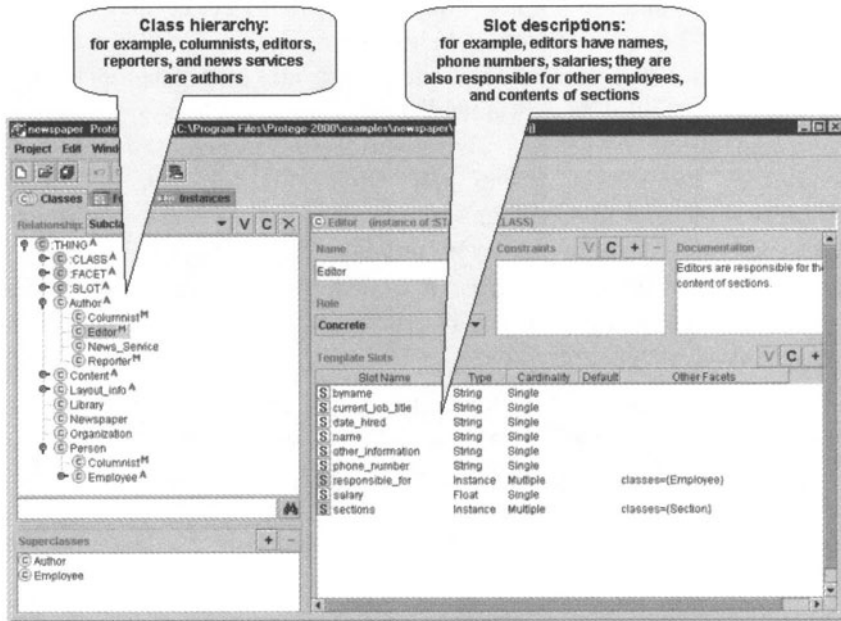 Class hierarchy:
for example, columnists, editors,
reporters, and news services
are authors
Slot descriptions:
for example, editors have names,
phone numbers, salaries; they are
also responsible for other employees,
and contents of sections
newspaper Proté (C:\Program Files\Protege-2000\examples\newspaper\
Project Edit Wind
Classes Fo Instances
Relationship: Subcla V C X
:THING A
:CLASS A
:FACET A
:SLOT A
Author A
Columnist M
Editor M
News_Service
Reporter M
Content A
Layout_info A
Library
Newspaper
Organization
Person
Columnist M
Employee A
Superclasses + -
Author
Employee
C Editor (instance of :ST LASS)
Name
Editor
Role
Concrete
Constraints V C + -
Documentation
Editors are responsible for the
content of sections.
Template Slots V C +
Slot Name Type Cardinality Default Other Facets
S byname String Single
S current_job_title String Single
S date_hired String Single
S name String Single
S other_information String Single
S phone_number String Single
S responsible_for Instance Multiple classes=(Employee)
S salary Float Single
S sections Instance Multiple classes=(Section)